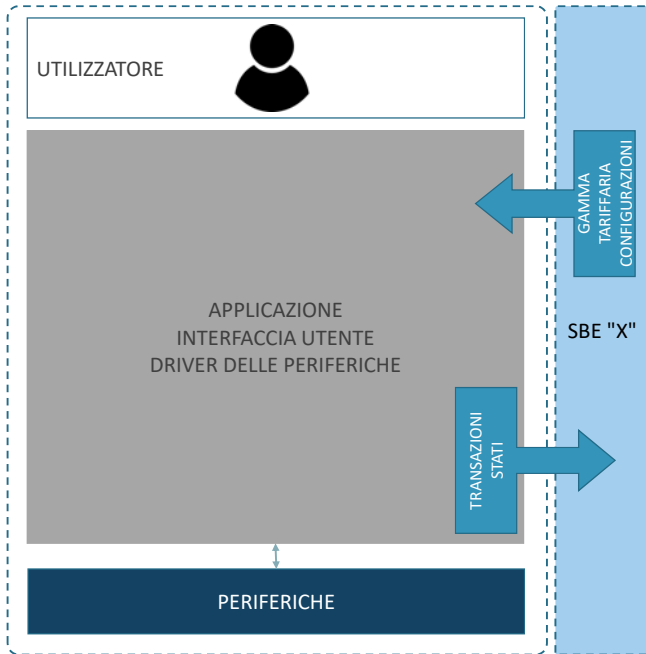 UTILIZZATORE
GAMMA
TARIFFARIA
CONFIGURAZIONI
APPLICAZIONE
INTERFACCIA UTENTE
DRIVER DELLE PERIFERICHE
SBE "X"
TRANSAZIONI
STATI
PERIFERICHE